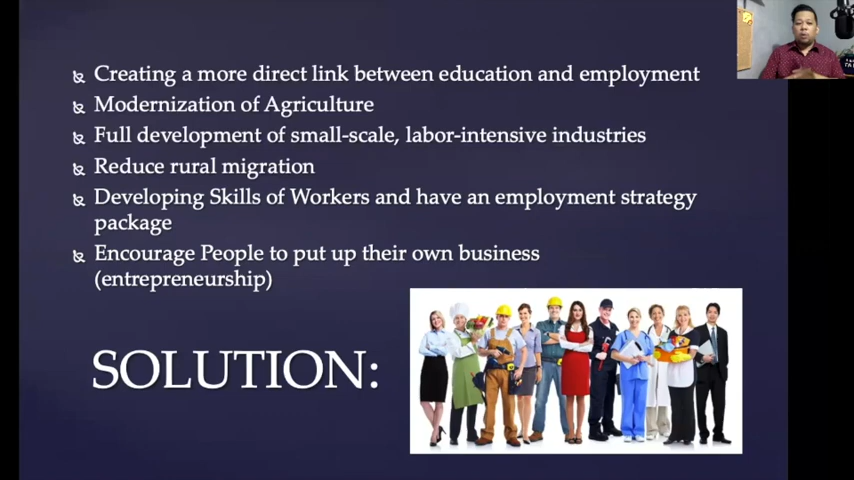 Creating a more direct link between education and employment
Modernization of Agriculture
Full development of small-scale, labor-intensive industries
Reduce rural migration
Developing Skills of Workers and have an employment strategy
package
Encourage People to put up their own business
(entrepreneurship)
SOLUTION: